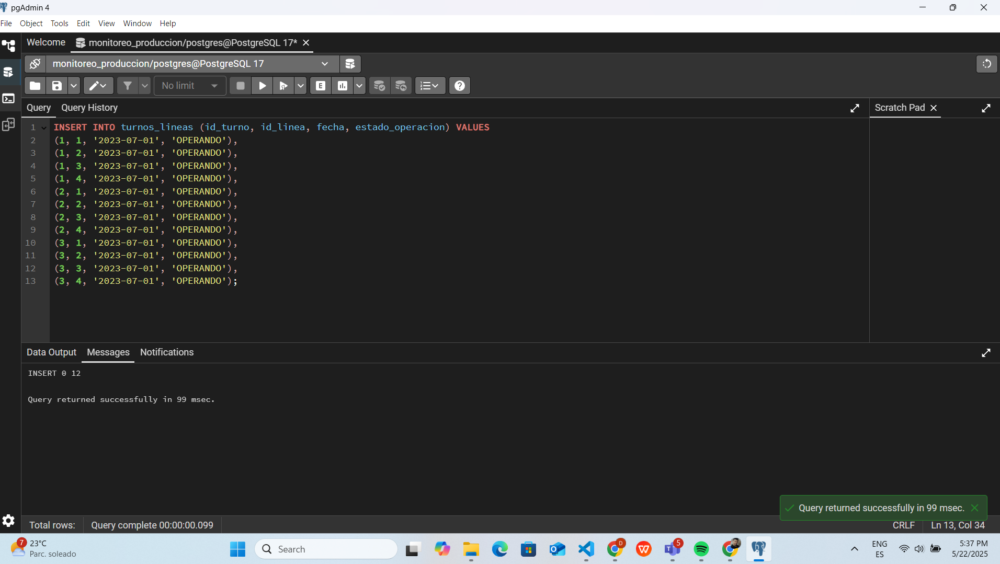 pgAdmin 4
File Object Tools Edit View Window Help
Welcome monitoreo_produccion/postgres@PostgreSQL 17*
monitoreo_produccion/postgres@PostgreSQL 17
No limit E
Query Query History Scratch Pad
1 INSERT INTO turnos_lineas (id_turno, id_linea, fecha, estado_operacion) VALUES
2 (1, 1, '2023-07-01', 'OPERANDO'),
3 (1, 2, '2023-07-01', 'OPERANDO'),
4 (1, 3, '2023-07-01', 'OPERANDO'),
5 (1, 4, '2023-07-01', 'OPERANDO'),
6 (2, 1, '2023-07-01', 'OPERANDO'),
7 (2, 2, '2023-07-01', 'OPERANDO'),
8 (2, 3, '2023-07-01', 'OPERANDO'),
9 (2, 4, '2023-07-01', 'OPERANDO'),
10 (3, 1, '2023-07-01', 'OPERANDO'),
11 (3, 2, '2023-07-01', 'OPERANDO'),
12 (3, 3, '2023-07-01', 'OPERANDO'),
13 (3, 4, '2023-07-01', 'OPERANDO');
Data Output Messages Notifications
INSERT 0 12
Query returned successfully in 99 msec.
Query returned successfully in 99 msec.
Total rows: Query complete 00:00:00.099 CRLF Ln 13, Col 34
7 23°C
Parc. soleado
Search
D
W
5
ENG
ES
5:37 PM
5/22/2025